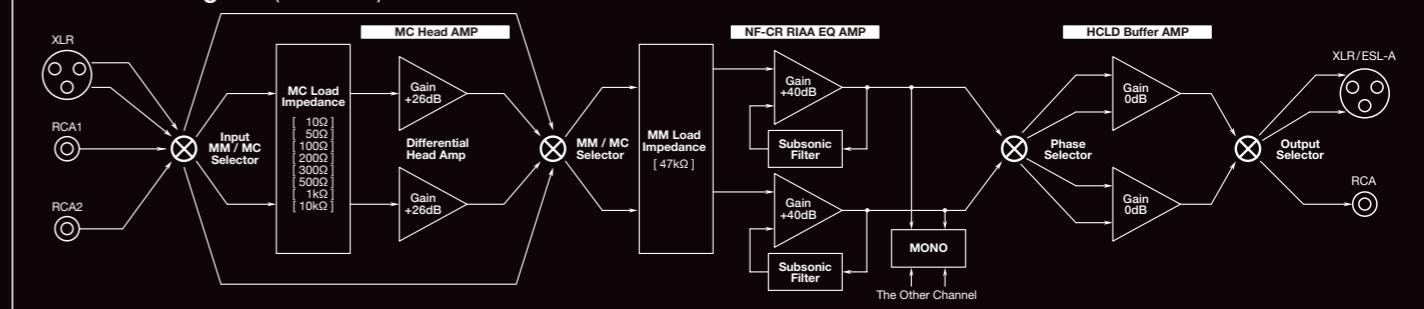 MC Head AMP
NF-CR RIAA EQ AMP
HCLD Buffer AMP
XLR
RCA1
RCA2
Input
MM / MC
Selector
MC Load
Impedance
[ 10Ω ]
[ 50Ω ]
[ 100Ω ]
[ 200Ω ]
[ 300Ω ]
[ 500Ω ]
[ 1kΩ ]
[ 10kΩ ]
Gain
+26dB
Differential
Head Amp
Gain
+26dB
MM / MC
Selector
MM Load
Impedance
[ 47kΩ ]
Gain
+40dB
Subsonic
Filter
Gain
+40dB
Subsonic
Filter
MONO
The Other Channel
Phase
Selector
Gain
0dB
Gain
0dB
Output
Selector
XLR/ESL-A
RCA